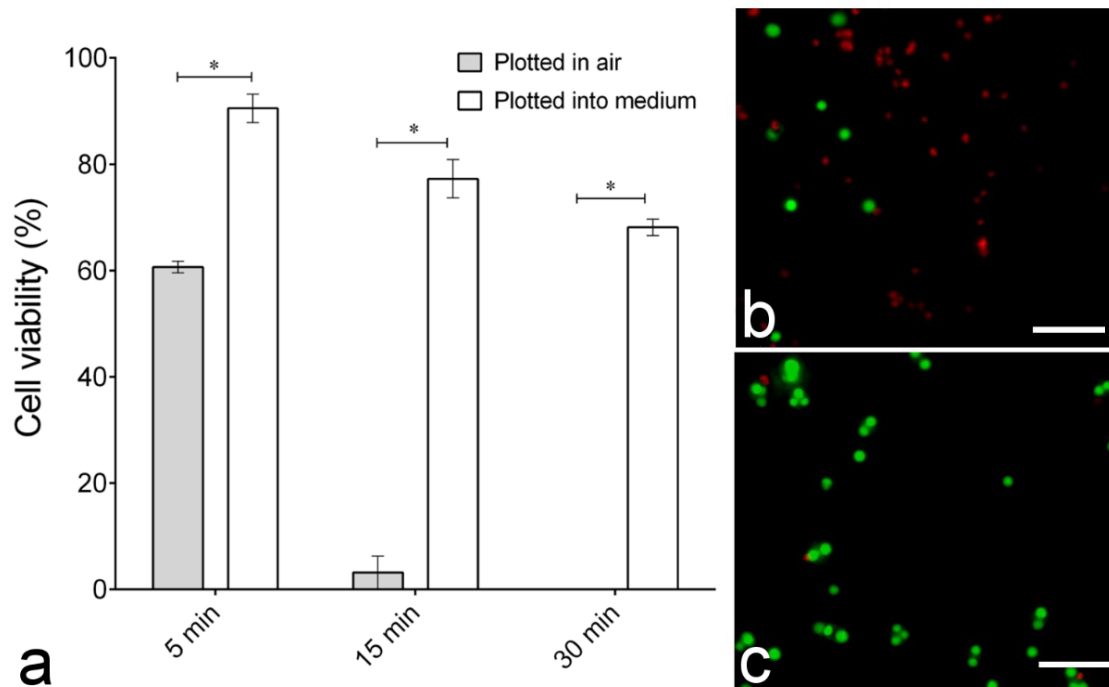 100
80
60
40
20
0
Cell viability (%)
*
*
*
Plotted in air
Plotted into medium
5 min
15 min
30 min
a
b
c